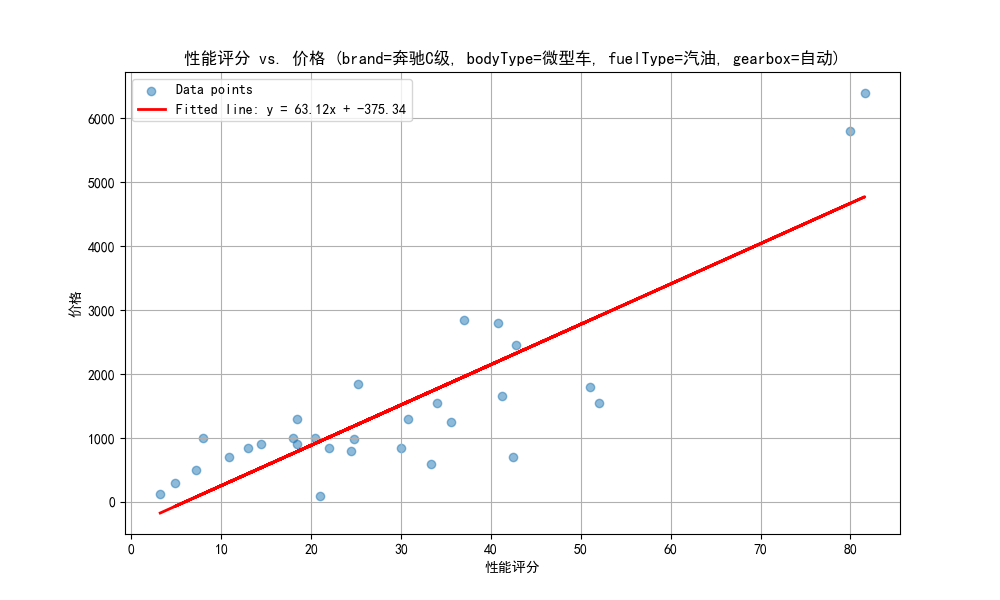 性能评分 vs. 价格 (brand=奔驰C级, bodyType=微型车, fuelType=汽油, gearbox=自动)
Data points
Fitted line: y = 63.12x + -375.34
价格
6000
5000
4000
3000
2000
1000
0
0 10 20 30 40 50 60 70 80
性能评分